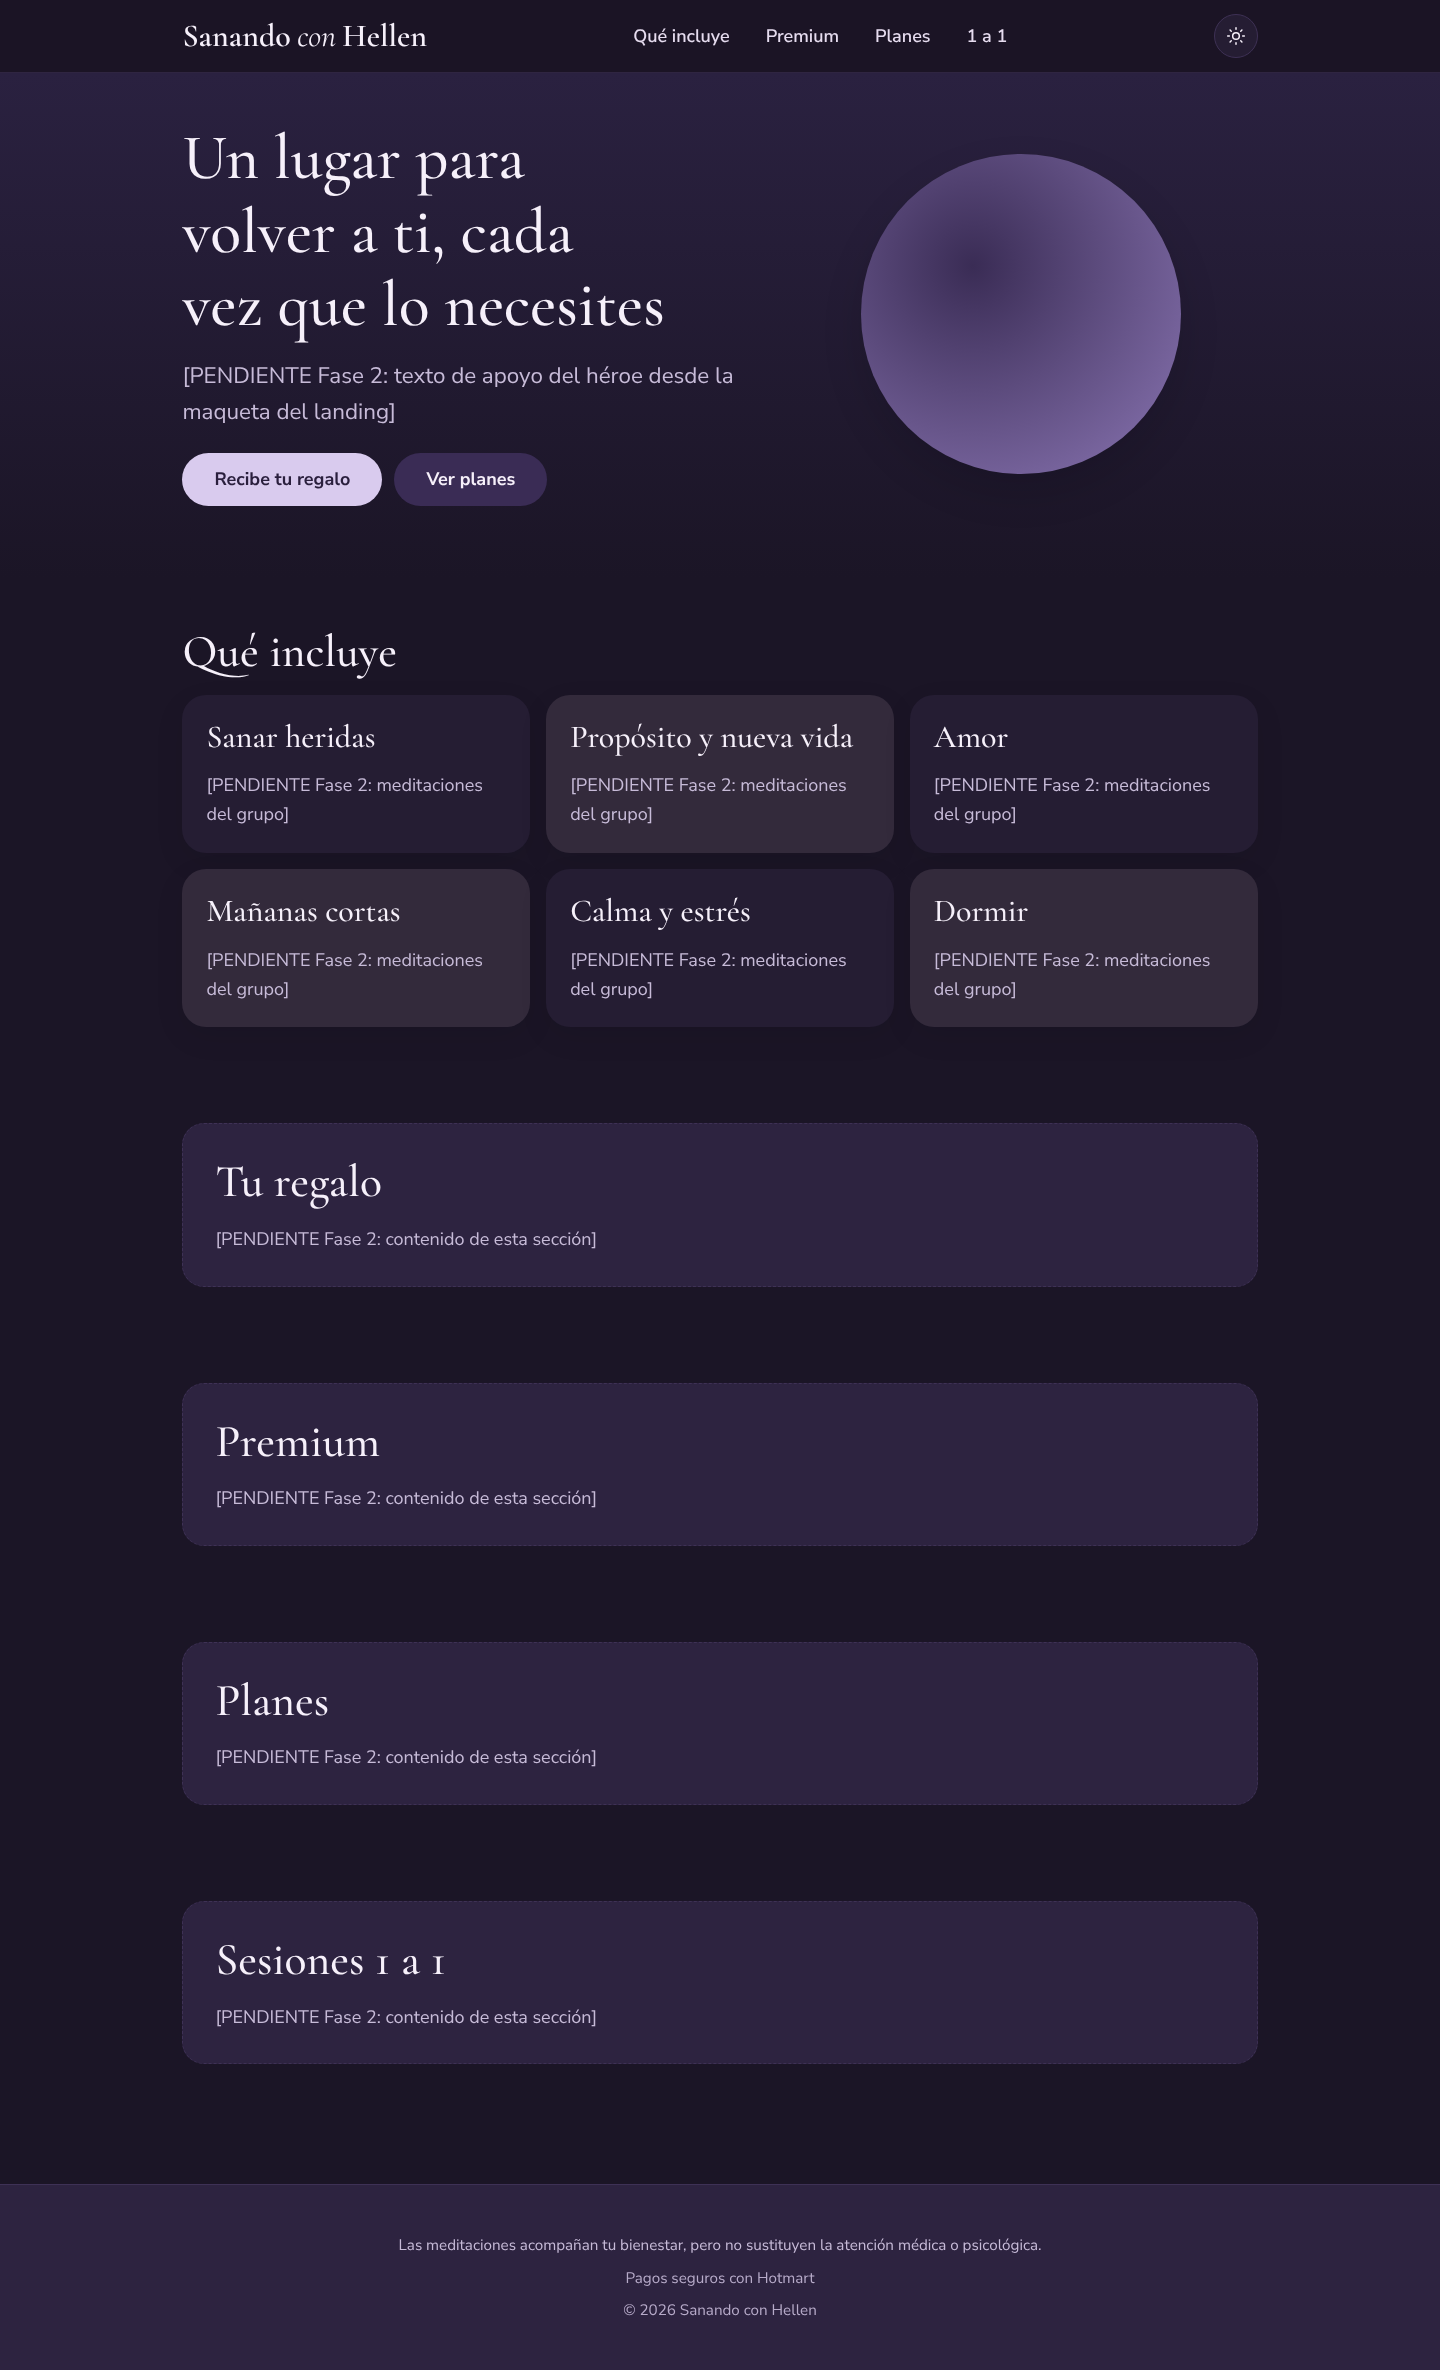 Sanando con Hellen
Qué incluye
Premium
Planes
1 a 1
Un lugar para
volver a ti, cada
vez que lo necesites
[PENDIENTE Fase 2: texto de apoyo del héroe desde la
maqueta del landing]
Recibe tu regalo
Ver planes
Qué incluye
Sanar heridas
[PENDIENTE Fase 2: meditaciones
del grupo]
Propósito y nueva vida
[PENDIENTE Fase 2: meditaciones
del grupo]
Amor
[PENDIENTE Fase 2: meditaciones
del grupo]
Mañanas cortas
[PENDIENTE Fase 2: meditaciones
del grupo]
Calma y estrés
[PENDIENTE Fase 2: meditaciones
del grupo]
Dormir
[PENDIENTE Fase 2: meditaciones
del grupo]
Tu regalo
[PENDIENTE Fase 2: contenido de esta sección]
Premium
[PENDIENTE Fase 2: contenido de esta sección]
Planes
[PENDIENTE Fase 2: contenido de esta sección]
Sesiones 1 a 1
[PENDIENTE Fase 2: contenido de esta sección]
Las meditaciones acompañan tu bienestar, pero no sustituyen la atención médica o psicológica.
Pagos seguros con Hotmart
© 2026 Sanando con Hellen